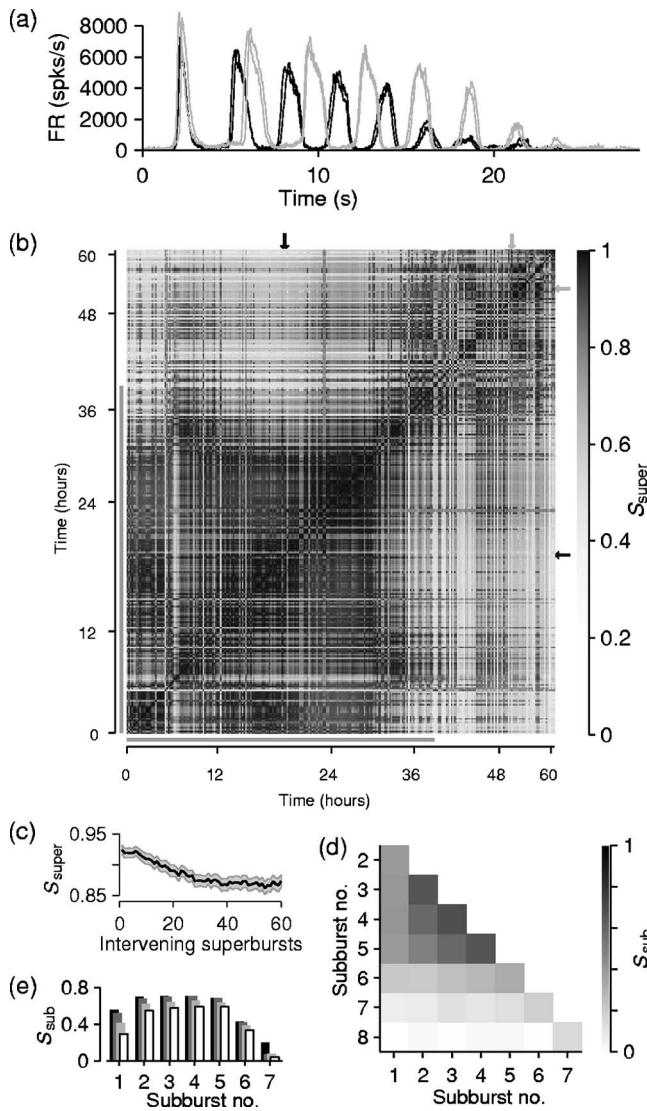 (a)
FR (spks/s)
8000
6000
4000
2000
0
0 10 20
Time (s)
(b)
60
48
36
24
12
0
Time (hours)
0 12 24 36 48 60
Time (hours)
1
0.8
0.6
0.4
0.2
0
Ssuper
(c)
Ssuper
0.95
0.85
0 20 40 60
Intervening superbursts
(d)
Subburst no.
2
3
4
5
6
7
8
1 2 3 4 5 6 7
Subburst no.
1
0
Ssub
(e)
Ssub
0.8
0.4
0
1 2 3 4 5 6 7
Subburst no.